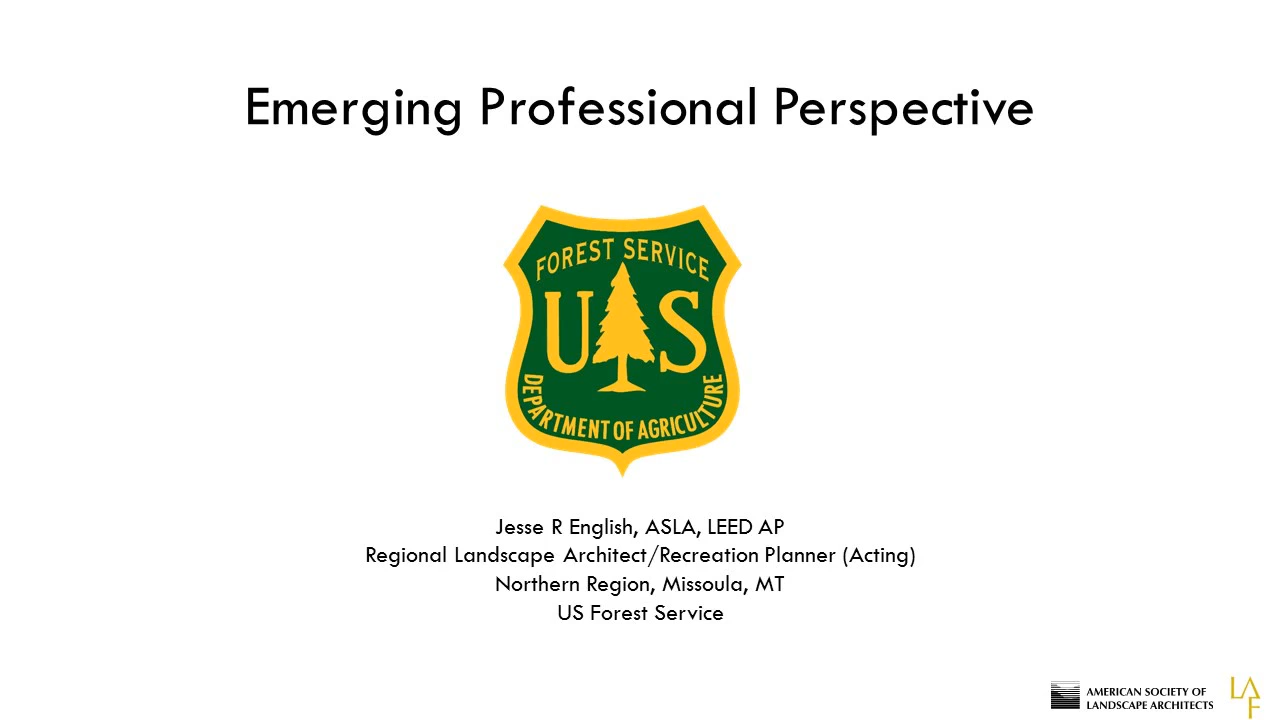 Emerging Professional Perspective
FOREST SERVICE
U S
DEPARTMENT OF AGRICULTURE
Jesse R English, ASLA, LEED AP
Regional Landscape Architect/Recreation Planner (Acting)
Northern Region, Missoula, MT
US Forest Service
AMERICAN SOCIETY OF
LANDSCAPE ARCHITECTS
LAF